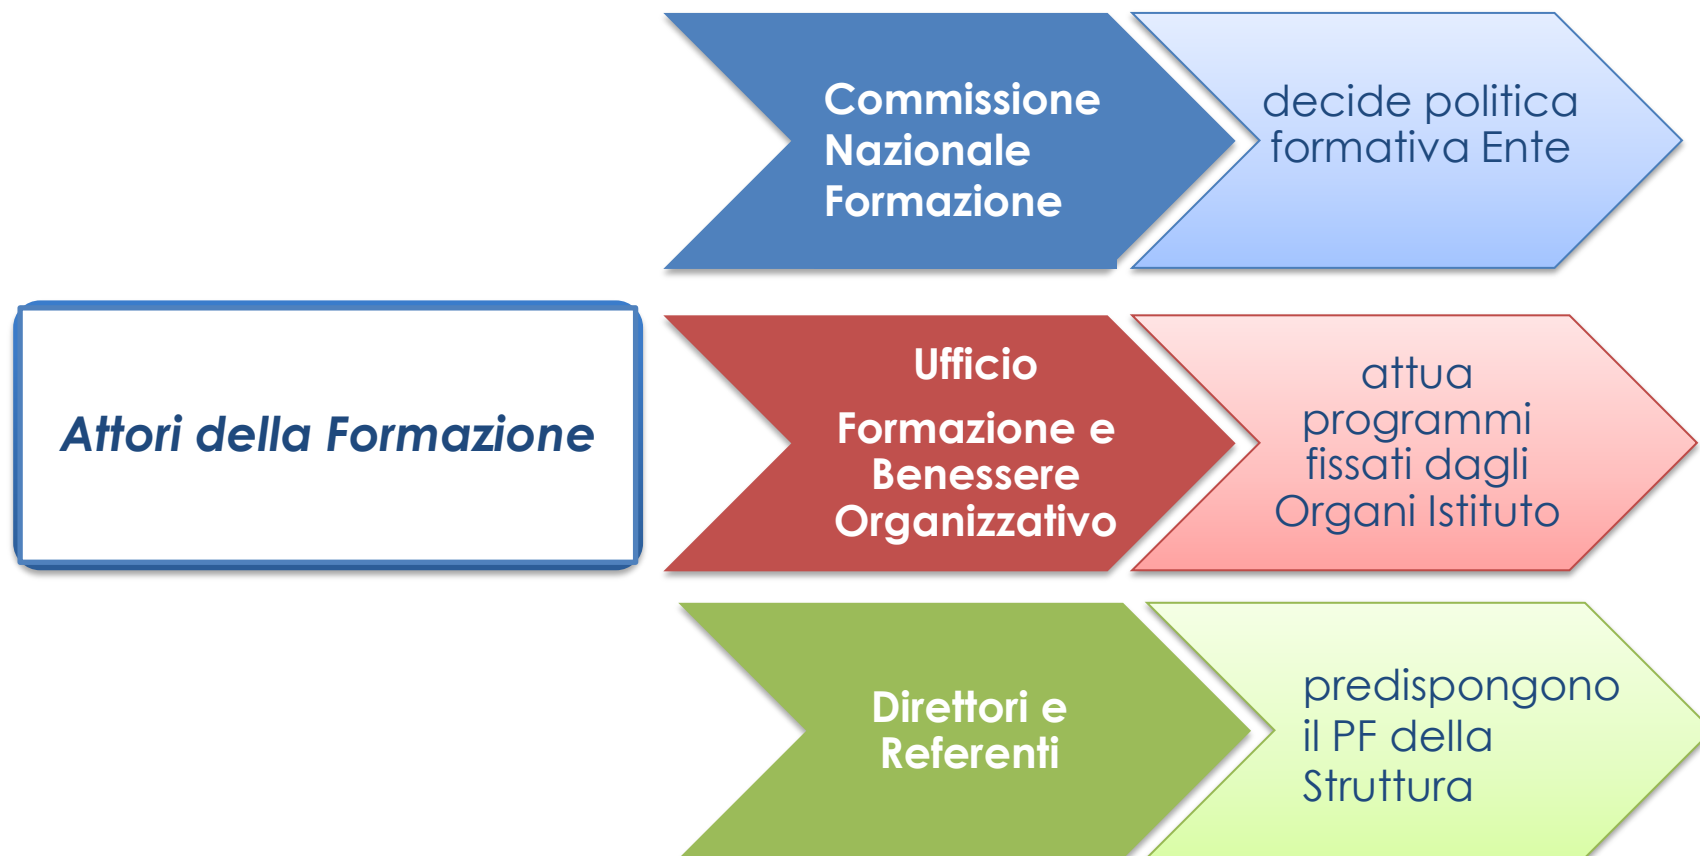 Commissione
Nazionale
Formazione
decide politica
formativa Ente
Attori della Formazione
Ufficio
Formazione e
Benessere
Organizzativo
attua
programmi
fissati dagli
Organi Istituto
Direttori e
Referenti
predispongono
il PF della
Struttura